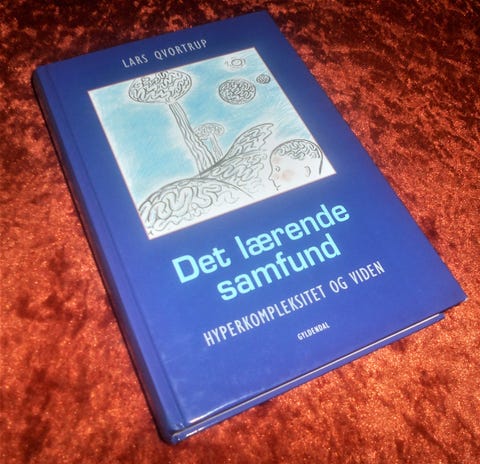 LARS QVORTRUP
Det lærende
samfund
HYPERKOMPLEKSITET OG VIDEN
GYLDENDAL